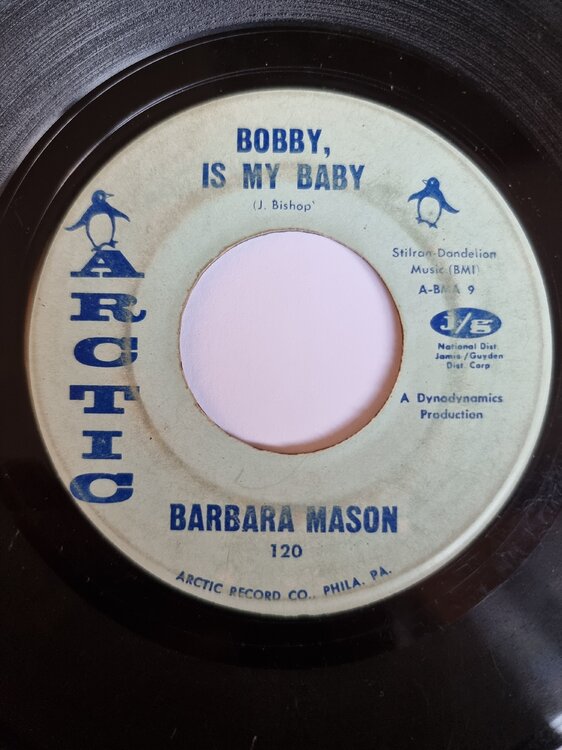 BOBBY,
IS MY BABY
(J. Bishop)
ARCTIC
Stilran-Dandelion
Music (BMI)
A-BMA 9
J/g
National Dist.
Jamie/Guyden
Dist. Corp
A Dynodynamics
Production
BARBARA MASON
120
ARCTIC RECORD CO., PHILA, PA.